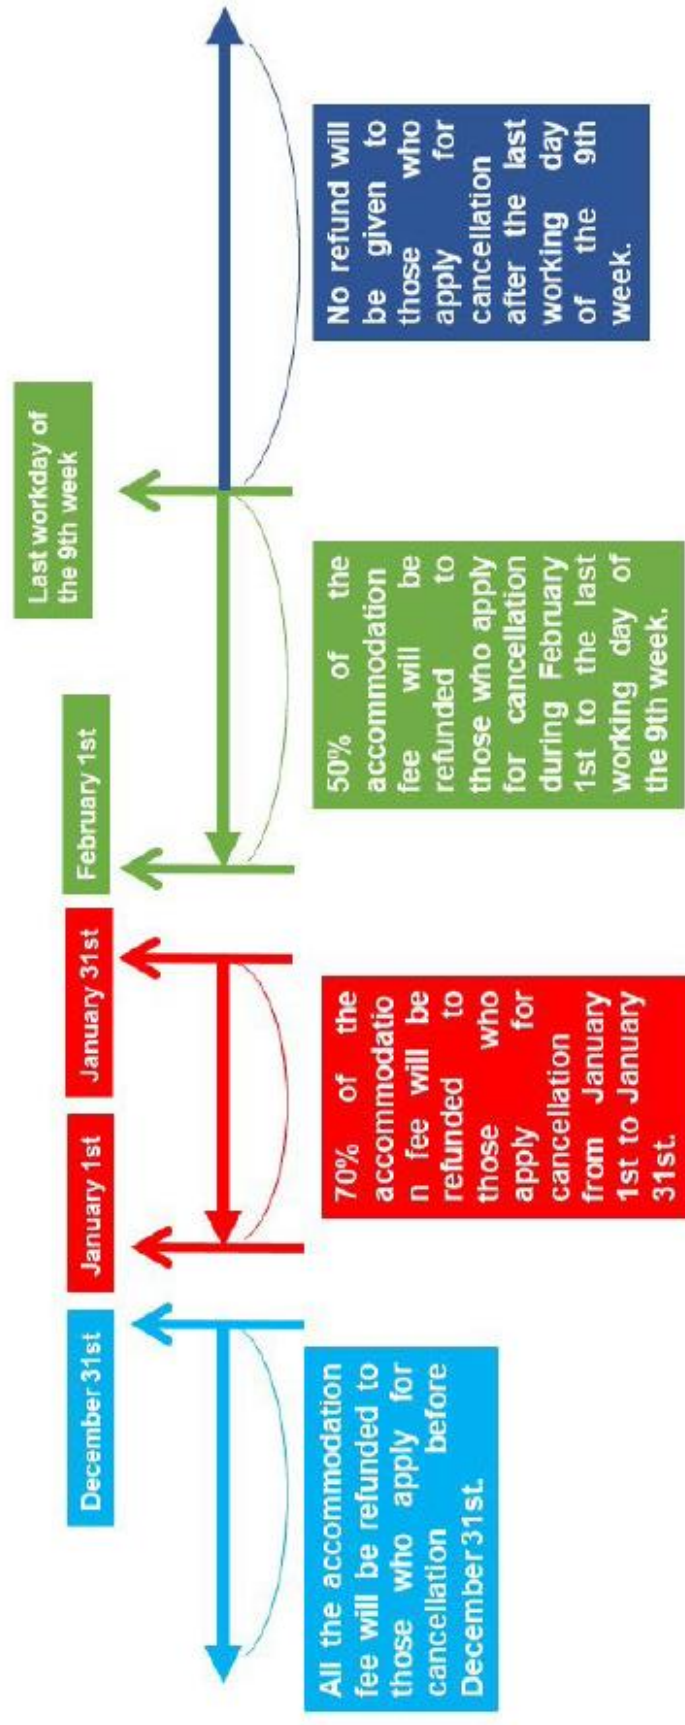 December 31st
January 1st
January 31st
February 1st
Last workday of
the 9th week
All the accommodation
fee will be refunded to
those who apply for
cancellation before
December 31st.
70% of the
accommodatio
n fee will be
refunded to
those who
apply for
cancellation
from January
1st to January
31st.
50% of the
accommodation
fee will be
refunded to
those who apply
for cancellation
during February
1st to the last
working day of
the 9th week.
No refund will
be given to
those who
apply for
cancellation
after the last
working day
of the 9th
week.